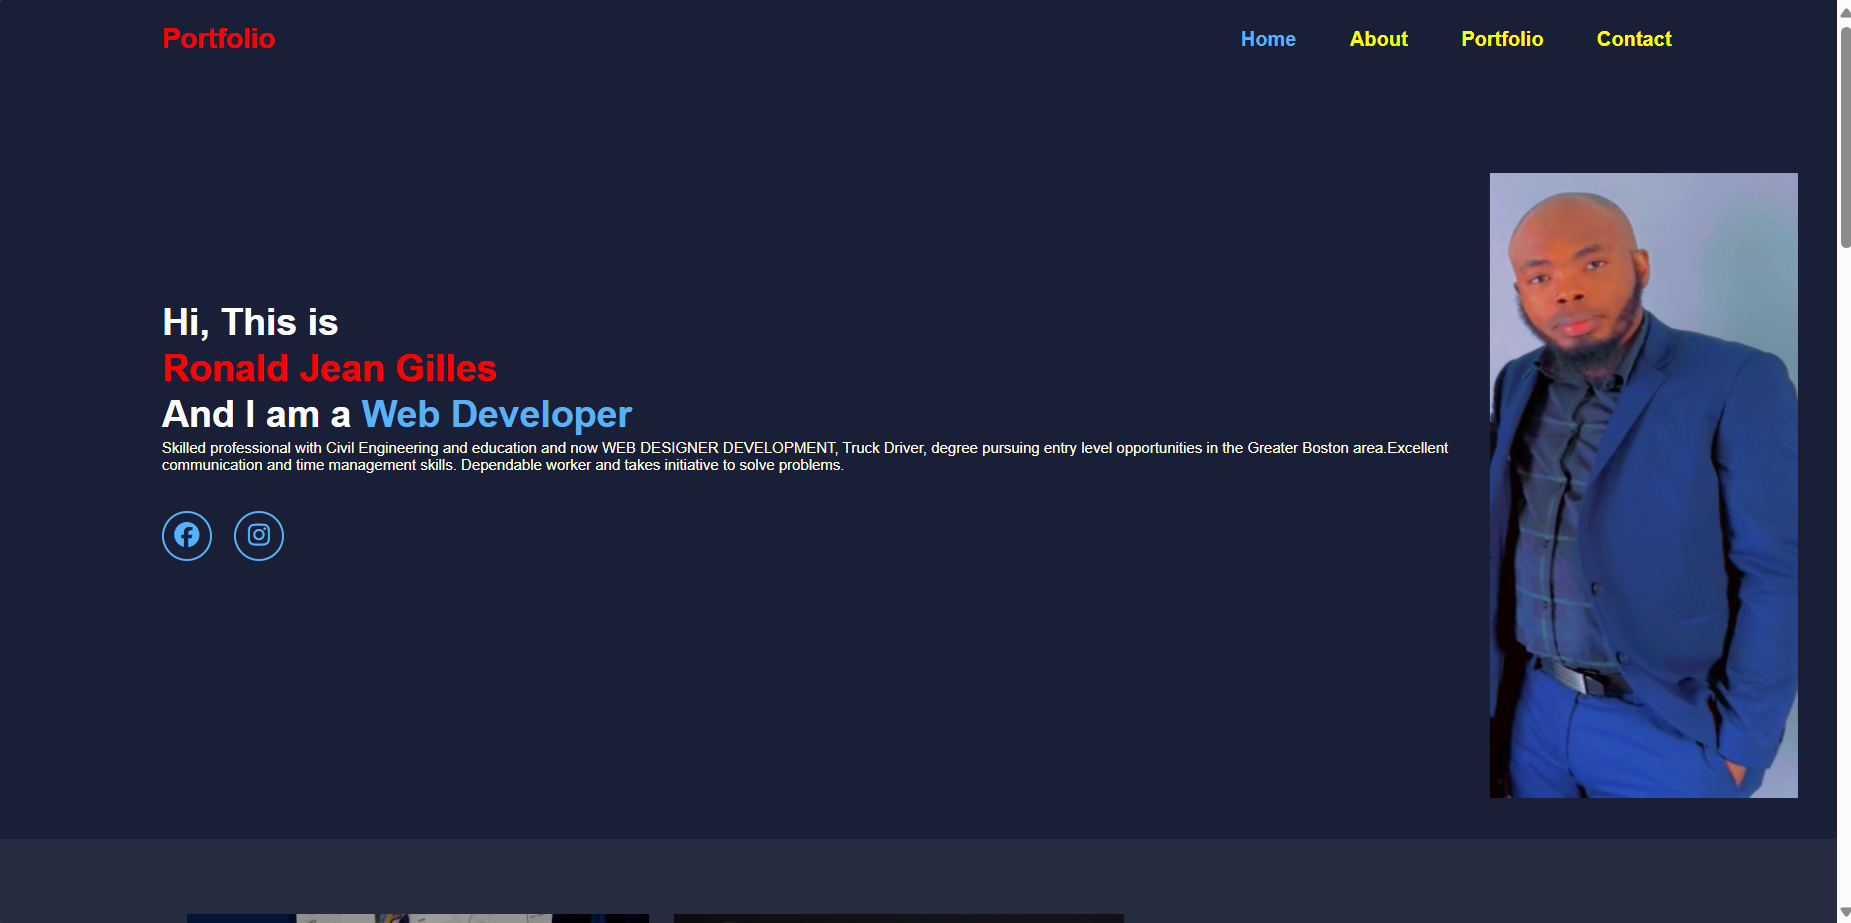 Portfolio
Home About Portfolio Contact
Hi, This is
Ronald Jean Gilles
And I am a Web Developer
Skilled professional with Civil Engineering and education and now WEB DESIGNER DEVELOPMENT, Truck Driver, degree pursuing entry level opportunities in the Greater Boston area.Excellent
communication and time management skills. Dependable worker and takes initiative to solve problems.